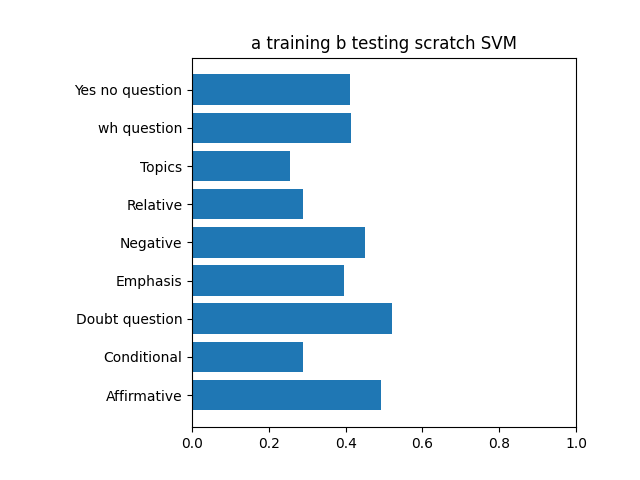 a training b testing scratch SVM
Yes no question
wh question
Topics
Relative
Negative
Emphasis
Doubt question
Conditional
Affirmative
0.0 0.2 0.4 0.6 0.8 1.0